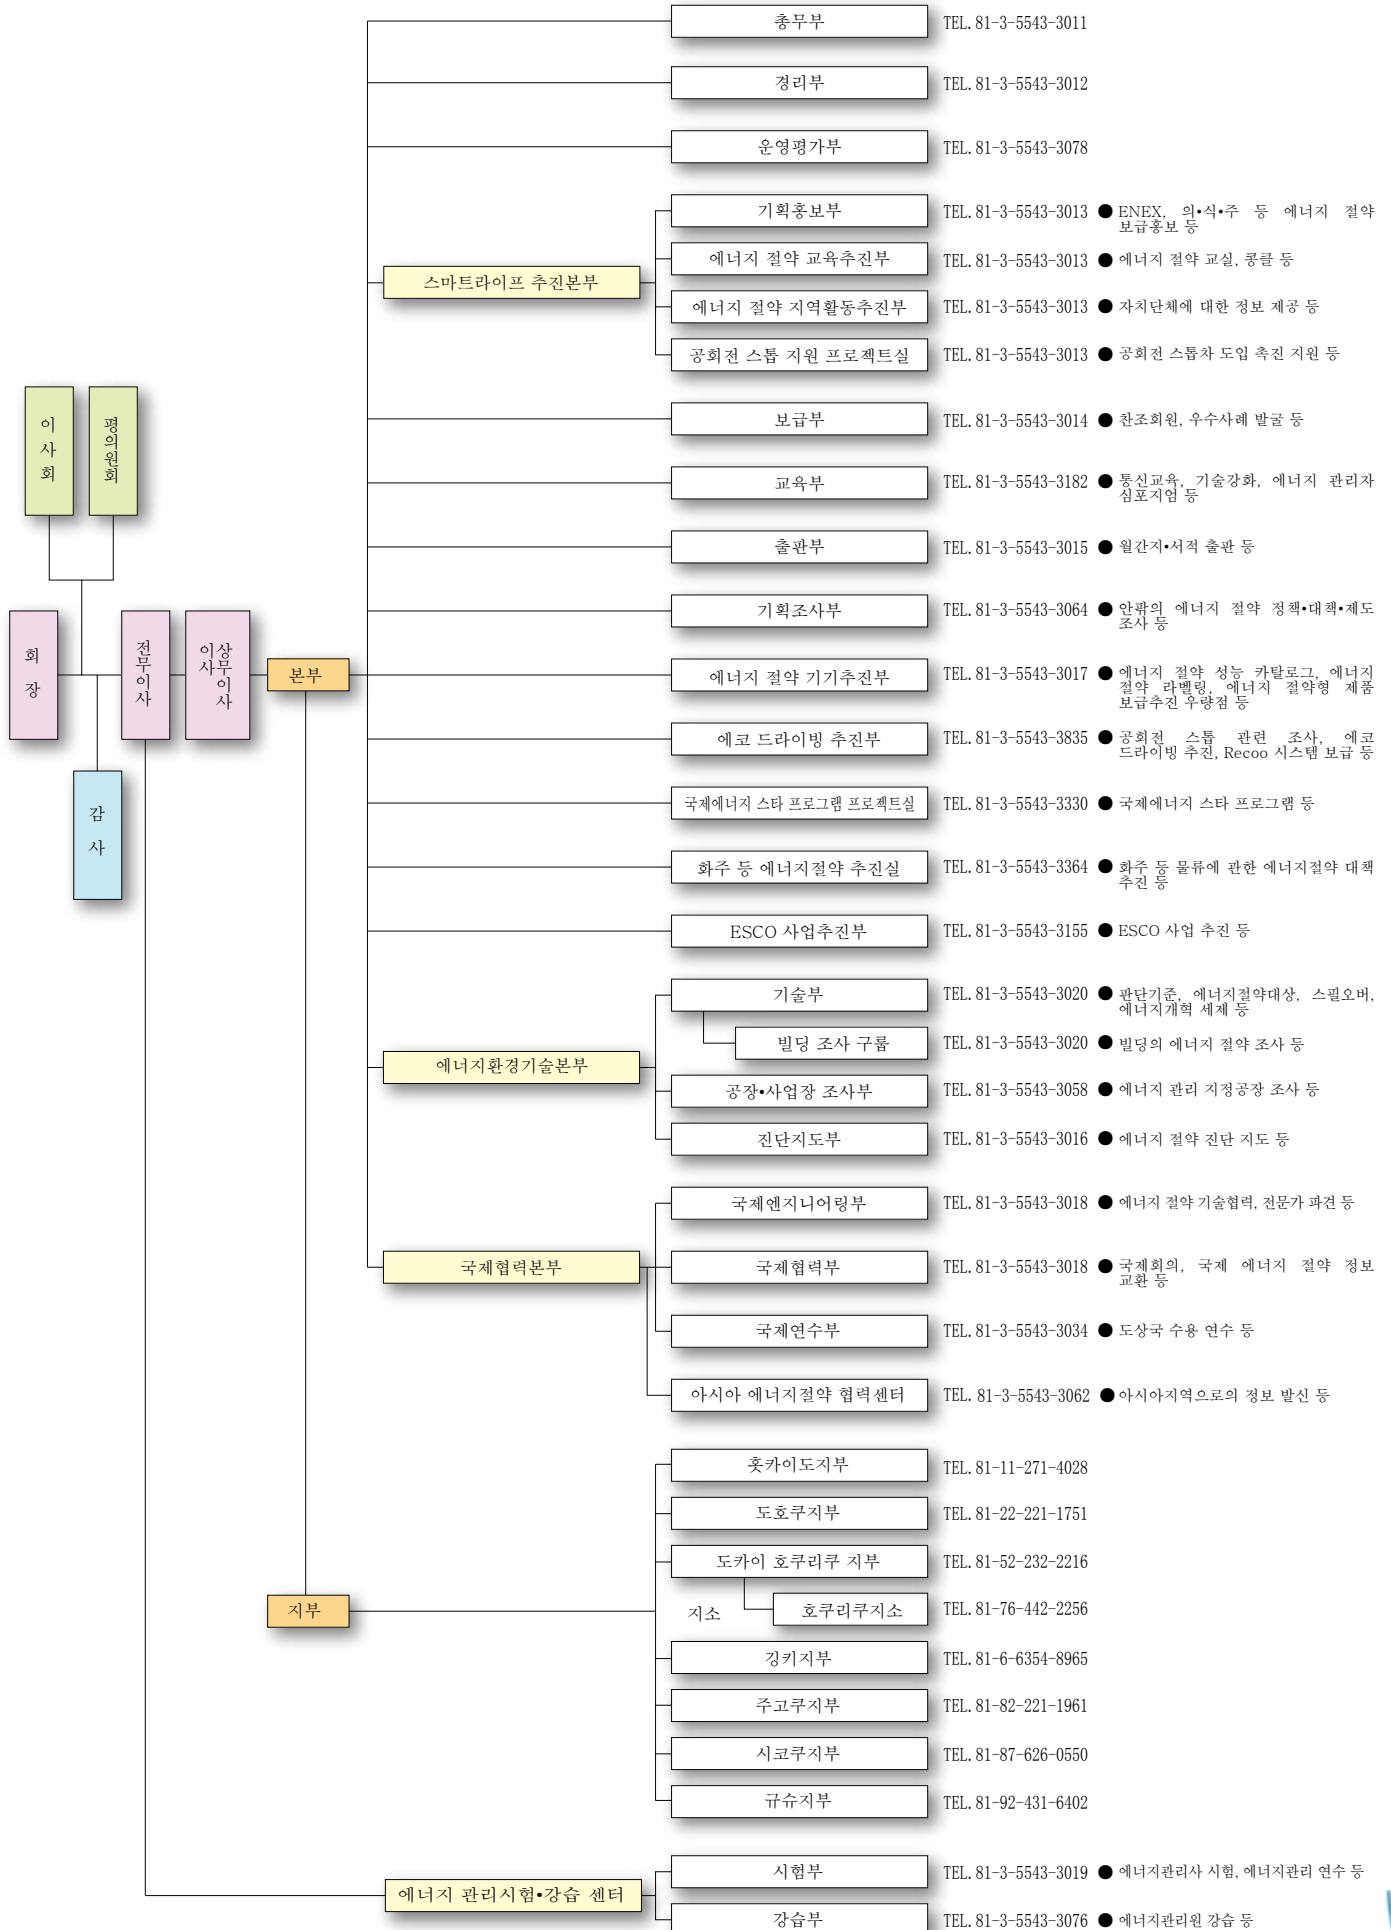 총무부 TEL. 81-3-5543-3011
경리부 TEL. 81-3-5543-3012
운영평가부 TEL. 81-3-5543-3078
기획홍보부 TEL. 81-3-5543-3013 ● ENEX, 의•식•주 등 에너지 절약
보급홍보 등
에너지 절약 교육추진부 TEL. 81-3-5543-3013 ● 에너지 절약 교실, 콩쿨 등
스마트라이프 추진본부
에너지 절약 지역활동추진부 TEL. 81-3-5543-3013 ● 자치단체에 대한 정보 제공 등
공회전 스톱 지원 프로젝트실 TEL. 81-3-5543-3013 ● 공회전 스톱차 도입 촉진 지원 등
보급부 TEL. 81-3-5543-3014 ● 찬조회원, 우수사례 발굴 등
이사회
평의원회
교육부 TEL. 81-3-5543-3182 ● 통신교육, 기술강화, 에너지 관리자
심포지엄 등
출판부 TEL. 81-3-5543-3015 ● 월간지•서적 출판 등
기획조사부 TEL. 81-3-5543-3064 ● 안팎의 에너지 절약 정책•대책•제도
조사 등
회장
전무이사
상무이사
이사
본부
에너지 절약 기기추진부 TEL. 81-3-5543-3017 ● 에너지 절약 성능 카탈로그, 에너지
절약 라벨링, 에너지 절약형 제품
보급추진 우량점 등
에코 드라이빙 추진부 TEL. 81-3-5543-3835 ● 공회전 스톱 관련 조사, 에코
드라이빙 추진, Recoo 시스템 보급 등
감사
국제에너지 스타 프로그램 프로젝트실 TEL. 81-3-5543-3330 ● 국제에너지 스타 프로그램 등
화주 등 에너지절약 추진실 TEL. 81-3-5543-3364 ● 화주 등 물류에 관한 에너지절약 대책
추진 등
ESCO 사업추진부 TEL. 81-3-5543-3155 ● ESCO 사업 추진 등
기술부 TEL. 81-3-5543-3020 ● 판단기준, 에너지절약대상, 스필오버,
에너지개혁 세제 등
빌딩 조사 구룹 TEL. 81-3-5543-3020 ● 빌딩의 에너지 절약 조사 등
에너지환경기술본부
공장•사업장 조사부 TEL. 81-3-5543-3058 ● 에너지 관리 지정공장 조사 등
진단지도부 TEL. 81-3-5543-3016 ● 에너지 절약 진단 지도 등
국제엔지니어링부 TEL. 81-3-5543-3018 ● 에너지 절약 기술협력, 전문가 파견 등
국제협력본부
국제협력부 TEL. 81-3-5543-3018 ● 국제회의, 국제 에너지 절약 정보
교환 등
국제연수부 TEL. 81-3-5543-3034 ● 도상국 수용 연수 등
아시아 에너지절약 협력센터 TEL. 81-3-5543-3062 ● 아시아지역으로의 정보 발신 등
홋카이도지부 TEL. 81-11-271-4028
도호쿠지부 TEL. 81-22-221-1751
도카이 호쿠리쿠 지부 TEL. 81-52-232-2216
지부
지소 호쿠리쿠지소 TEL. 81-76-442-2256
깅키지부 TEL. 81-6-6354-8965
주고쿠지부 TEL. 81-82-221-1961
시코쿠지부 TEL. 81-87-626-0550
규슈지부 TEL. 81-92-431-6402
시험부 TEL. 81-3-5543-3019 ● 에너지관리사 시험, 에너지관리 연수 등
에너지 관리시험•강습 센터
강습부 TEL. 81-3-5543-3076 ● 에너지관리원 강습 등